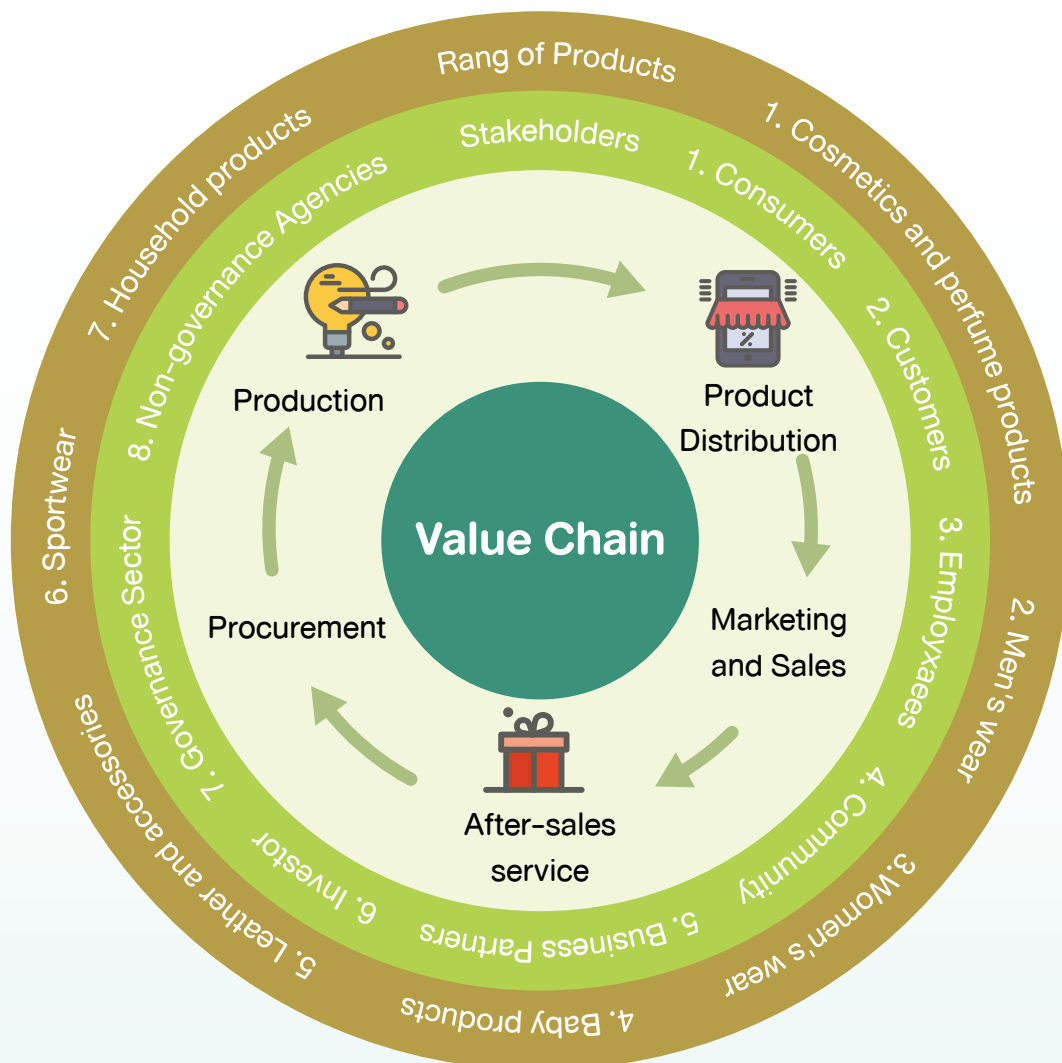 Rang of Products
1. Cosmetics and perfume products
2. Men's wear
3.Women's wear
4. Baby products
5. Leather and accessories
6. Sportwear
7. Household products
Stakeholders
1. Consumers
2. Customers
3. Employxaees
4. Community
5. Business Partners
6. Investor
7. Governance Sector
8. Non-governance Agencies
Production
Product
Distribution
Marketing
and Sales
After-sales
service
Procurement
Value Chain